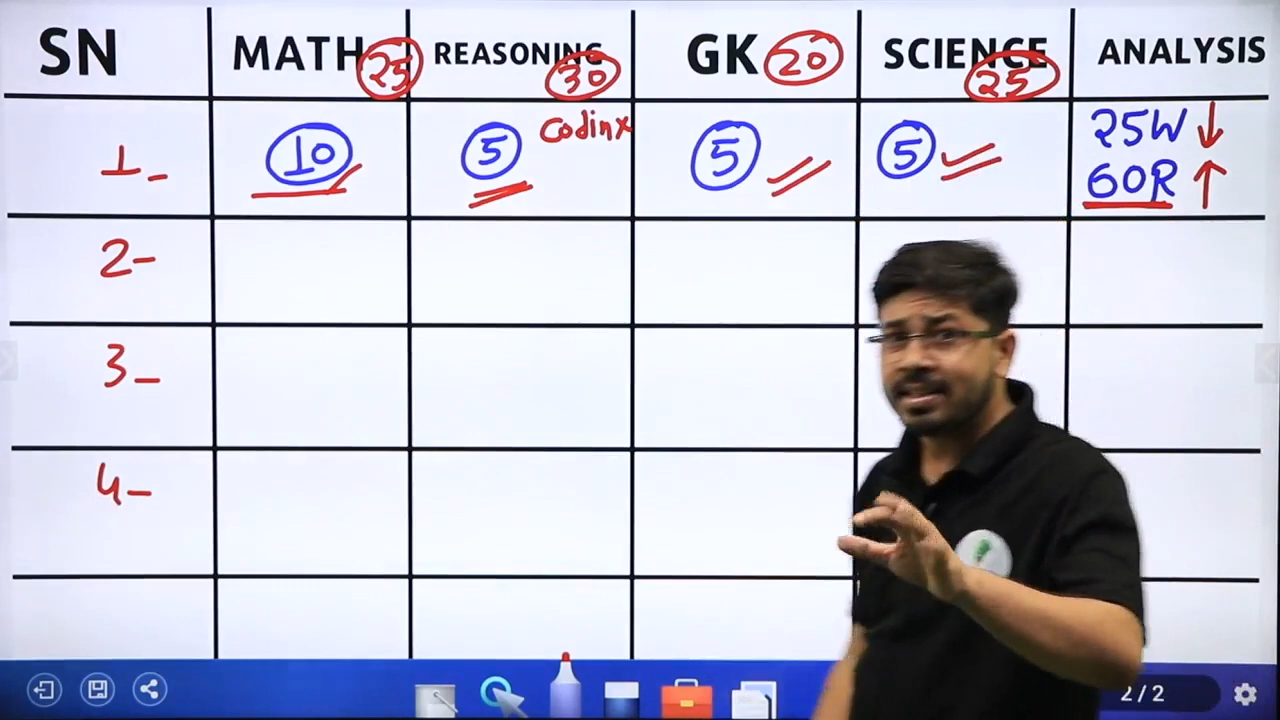 SN MATH 25 REASONING 30 GK 20 SCIENCE 25 ANALYSIS
1- 10 5 Codinx 5 5 25W ↓
60R ↑
2-
3-
4-
2 / 2